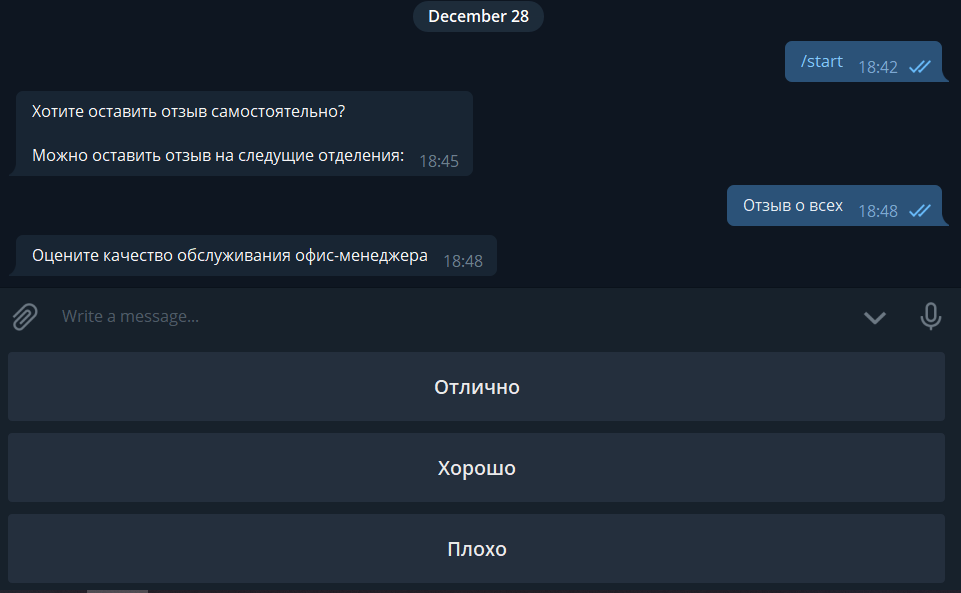 December 28
/start 18:42
Хотите оставить отзыв самостоятельно?
Можно оставить отзыв на следущие отделения: 18:45
Отзыв о всех 18:48
Оцените качество обслуживания офис-менеджера 18:48
Write a message...
Отлично
Хорошо
Плохо